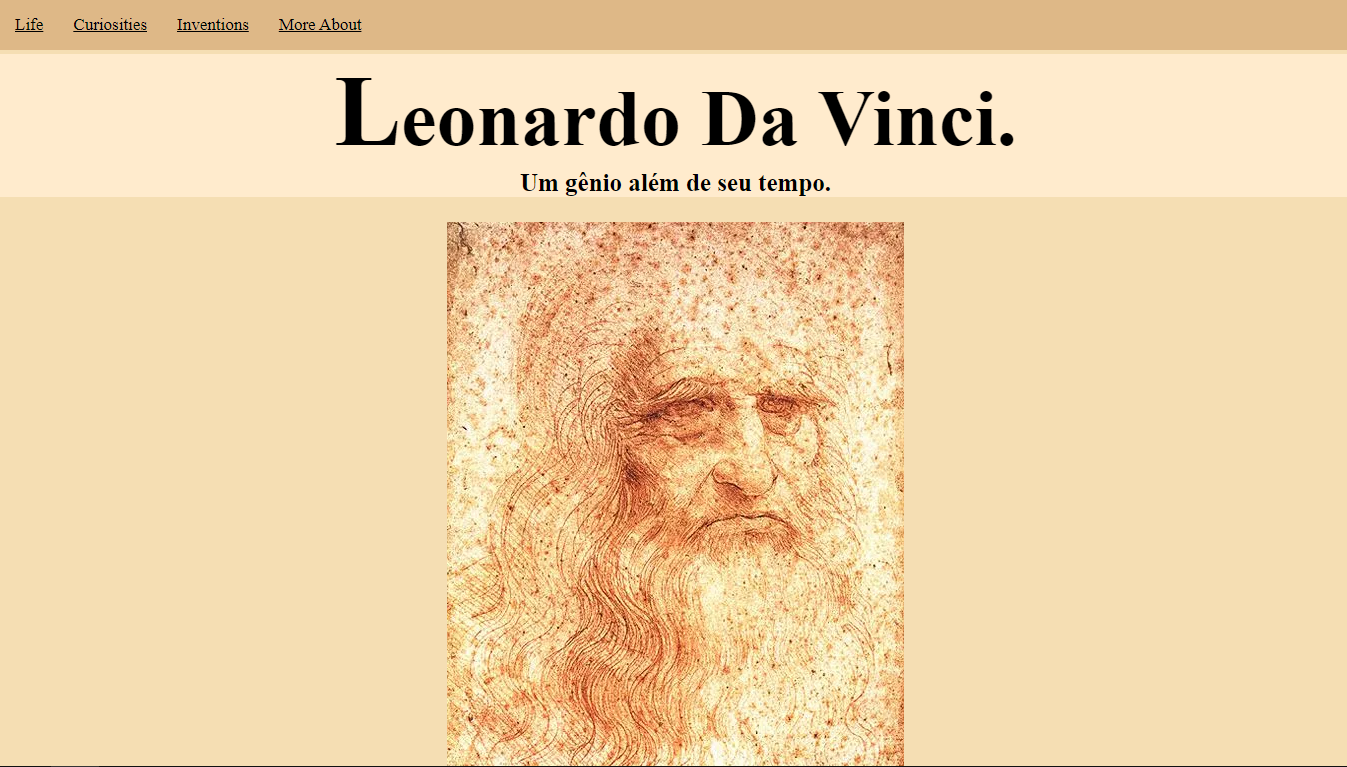 Life Curiosities Inventions More About
Leonardo Da Vinci.
Um gênio além de seu tempo.